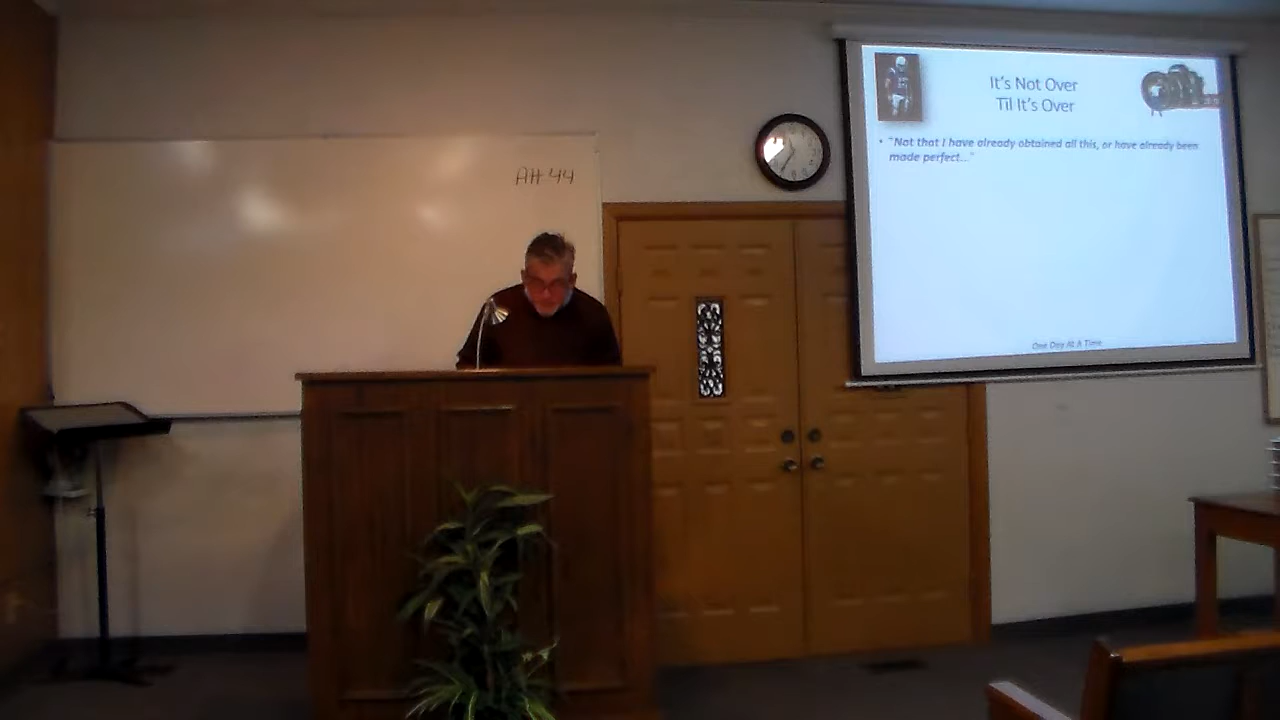 AH 44
It's Not Over
Til It's Over
• "Not that I have already obtained all this, or have already been
made perfect..."
One Day At A Time